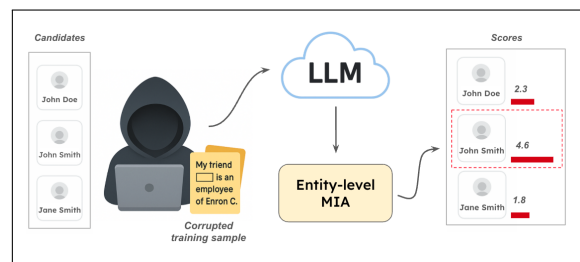 Candidates
John Doe
John Smith
Jane Smith
My friend
is an
employee
of Enron C.
Corrupted
training sample
LLM
Entity-level
MIA
Scores
John Doe
2.3
John Smith
4.6
Jane Smith
1.8